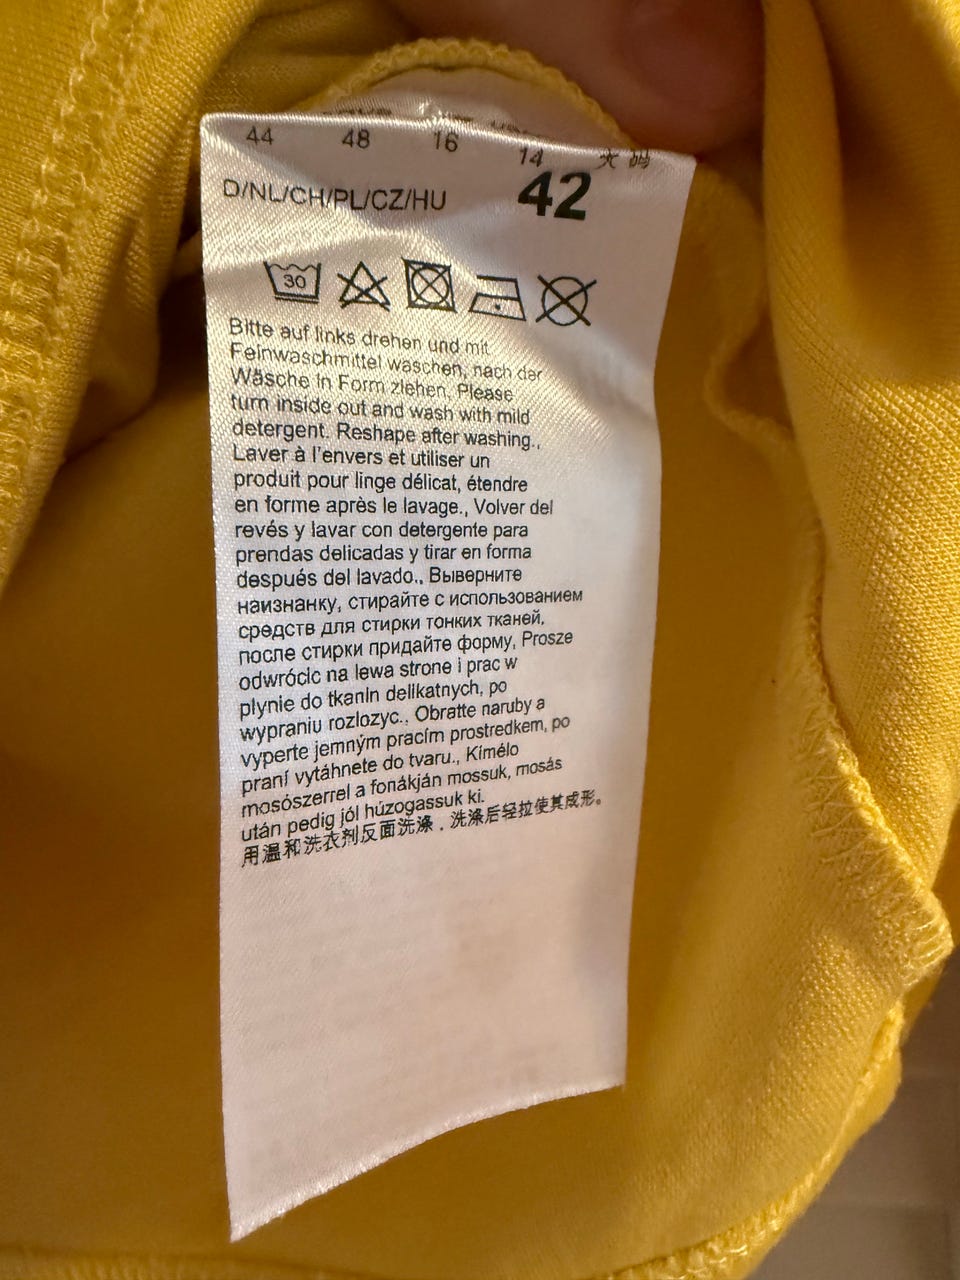 44 48 16 14 大 码
D/NL/CH/PL/CZ/HU 42
30
Bitte auf links drehen und mit
Feinwaschmittel waschen, nach der
Wäsche in Form ziehen. Please
turn inside out and wash with mild
detergent. Reshape after washing.,
Laver à l'envers et utiliser un
produit pour linge délicat, étendre
en forme après le lavage., Volver del
revés y lavar con detergente para
prendas delicadas y tirar en forma
después del lavado., Выверните
наизнанку, стирайте с использованием
средств для стирки тонких тканей,
после стирки придайте форму, Prosze
odwrócic na lewa strone i prac w
plynie do tkanin delikatnych, po
wypraniu rozlozyc., Obratte naruby a
vyperte jemným pracím prostredkem, po
praní vytáhnete do tvaru., Kímélo
mosószerrel a fonákján mossuk, mosás
után pedig jól húzogassuk ki.
用温和洗衣剂反面洗涤，洗涤后轻拉使其成形。